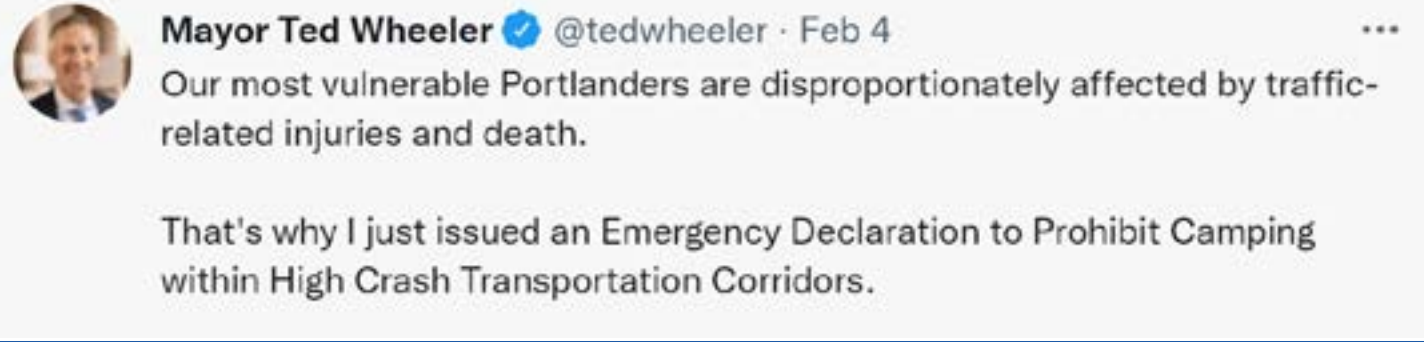 Mayor Ted Wheeler @tedwheeler · Feb 4
Our most vulnerable Portlanders are disproportionately affected by traffic-
related injuries and death.
That's why I just issued an Emergency Declaration to Prohibit Camping
within High Crash Transportation Corridors.